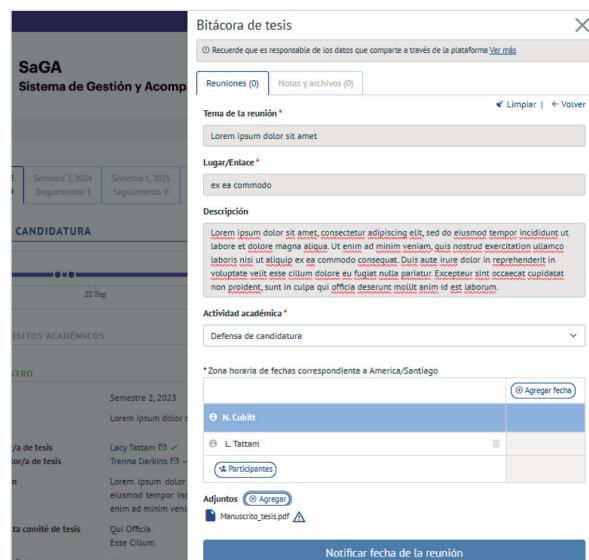 Bitácora de tesis
Recuerde que es responsable de los datos que comparte a través de la plataforma Ver más
Reuniones (0)
Notas y archivos (0)
Limpiar | Volver
Tema de la reunión *
Lorem ipsum dolor sit amet
Lugar/Enlace *
ex ea commodo
Descripción
Lorem ipsum dolor sit amet, consectetur adipiscing elit, sed do eiusmod tempor incididunt ut
labore et dolore magna aliqua. Ut enim ad minim veniam, quis nostrud exercitation ullamco
laboris nisi ut aliquip ex ea commodo consequat. Duis aute irure dolor in reprehenderit in
voluptate velit esse cillum dolore eu fugiat nulla pariatur. Excepteur sint occaecat cupidatat
non proident, sunt in culpa qui officia deserunt mollit anim id est laborum.
Actividad académica *
Defensa de candidatura
* Zona horaria de fechas correspondiente a America/Santiago
Agregar fecha
N. Cubitt
L. Tattam
Participantes
Adjuntos
Agregar
Manuscrito_tesis.pdf
Notificar fecha de la reunión
SaGA
Sistema de Gestión y Acomp
Semestre 2, 2024
Seguimiento I
Semestre 1, 2025
Seguimiento II
CANDIDATURA
22 Sep
ISITOS ACADÉMICOS
TRO
Semestre 2, 2023
Lorem ipsum dolor s
/a de tesis
Lacy Tattam
or/a de tesis
Trenna Darkins
n
Lorem ipsum dolor
eiusmod tempor inc
enim ad minim veni
ta comité de tesis
Qui Officia
Esse Cillum